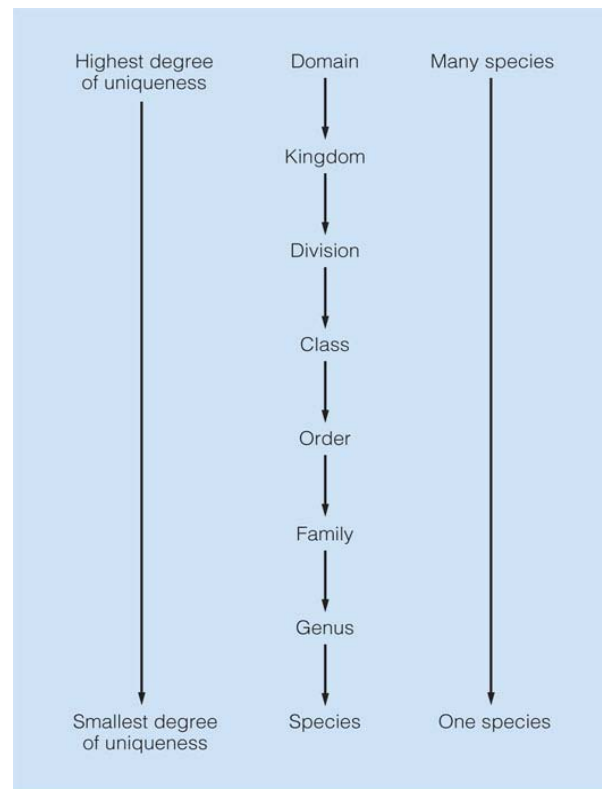 Highest degree
of uniqueness
Domain
Many species
Kingdom
Division
Class
Order
Family
Genus
Smallest degree
of uniqueness
Species
One species